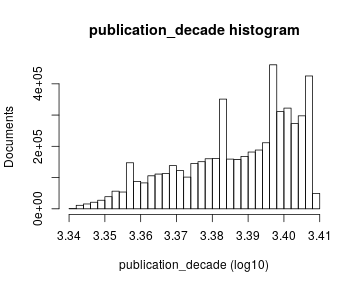 publication_decade histogram
Documents
4e+05
2e+05
0e+00
3.34 3.35 3.36 3.37 3.38 3.39 3.40 3.41
publication_decade (log10)